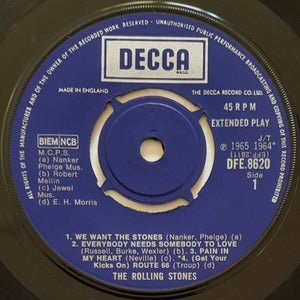 ALL RIGHTS OF THE MANUFACTURER AND OF THE OWNER OF THE RECORDED WORK RESERVED UNAUTHORISED PUBLIC PERFORMANCE BROADCASTING AND COPYING OF THIS RECORD PROHIBITED
DECCA
MADE IN ENGLAND
THE DECCA RECORD CO. LTD.
45 RPM
EXTENDED PLAY
BIEM NCB
M.C.P.S.
(a) Nanker
Phelge Mus.
(b) Robert
Mellin
(c) Jewel
Mus.
(d) E. H. Morris
J/T
℗ 1965 1964*
DFE.8620
Side
1
1. WE WANT THE STONES (Nanker, Phelge) (a)
2. EVERYBODY NEEDS SOMEBODY TO LOVE
(Russell, Burke, Wexler) (b) 3. PAIN IN
MY HEART (Neville) (c). *4. (Get Your
Kicks On) ROUTE 66 (Troup) (d)
THE ROLLING STONES